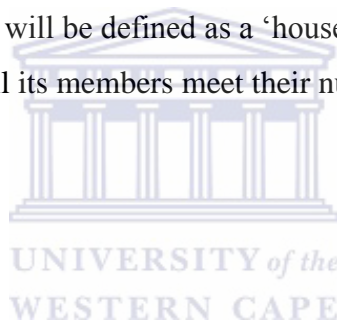 will be defined as a ‘house
its members meet their nu
UNIVERSITY of the
WESTERN CAPE